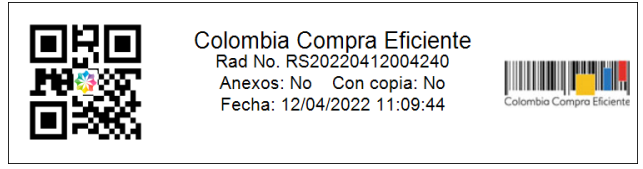 Colombia Compra Eficiente
Rad No. RS20220412004240
Anexos: No Con copia: No
Fecha: 12/04/2022 11:09:44
Colombia Compra Eficiente